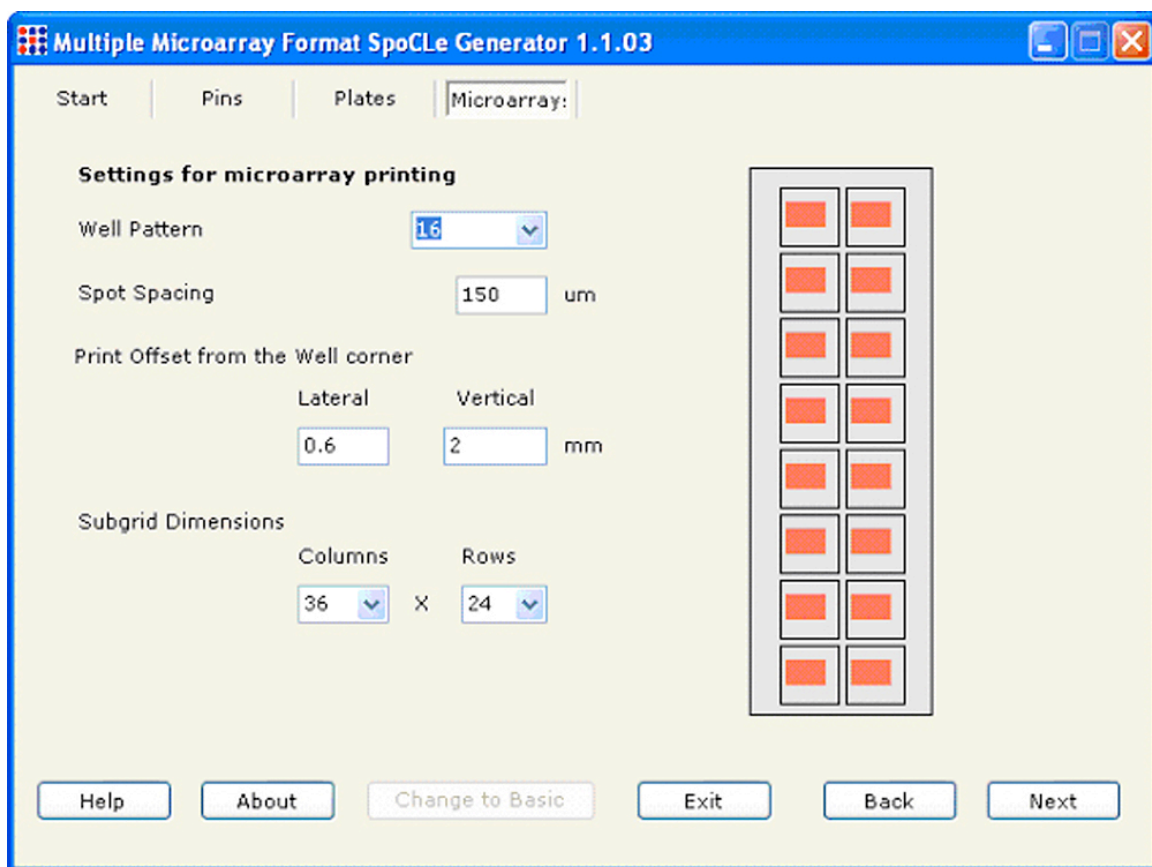 Multiple Microarray Format SpoCLe Generator 1.1.03
Start Pins Plates Microarray:
Settings for microarray printing
Well Pattern 16
Spot Spacing 150 um
Print Offset from the Well corner
Lateral Vertical
0.6 2 mm
Subgrid Dimensions
Columns Rows
36 X 24
Help About Change to Basic Exit Back Next